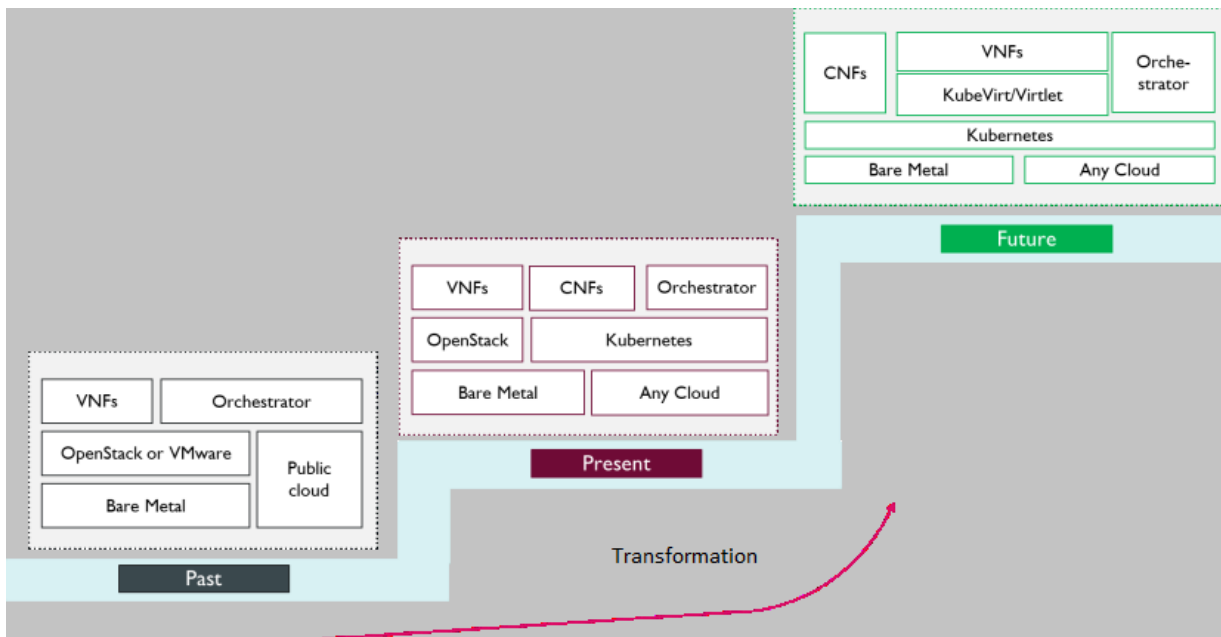 CNFs
VNFs
KubeVirt/Virtlet
Orche-
strator
Kubernetes
Bare Metal
Any Cloud
Future
VNFs
CNFs
Orchestrator
OpenStack
Kubernetes
Bare Metal
Any Cloud
Present
VNFs
Orchestrator
OpenStack or VMware
Public
cloud
Bare Metal
Past
Transformation